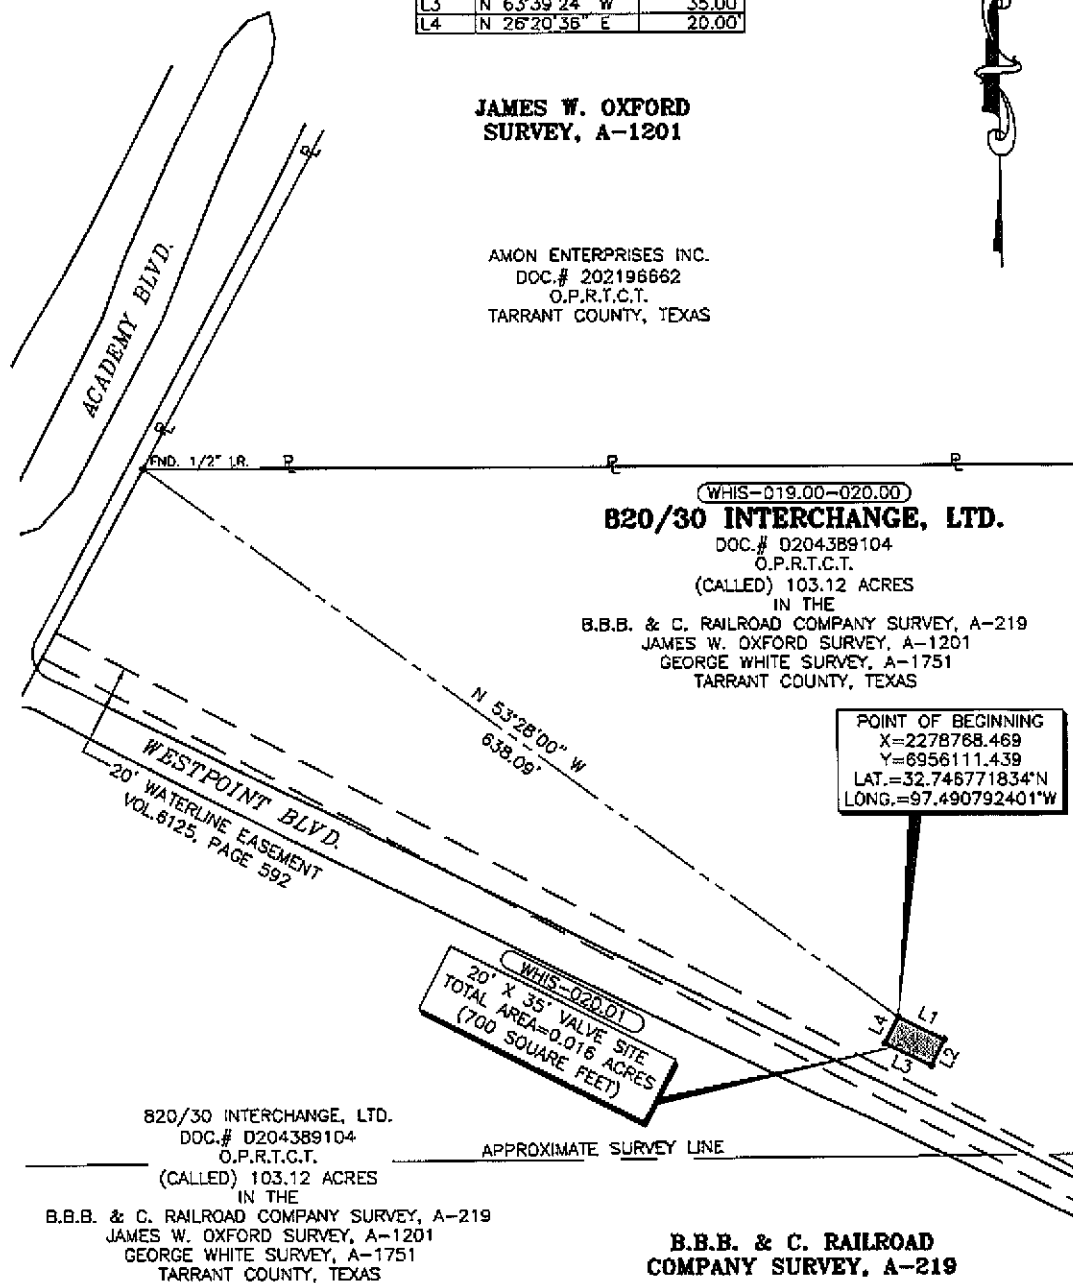 L3 N 63°39'24" W 35.00'
L4 N 26°20'36" E 20.00'
JAMES W. OXFORD
SURVEY, A-1201
AMON ENTERPRISES INC.
DOC.# 202196662
O.P.R.T.C.T.
TARRANT COUNTY, TEXAS
ACADEMY BLVD.
FND. 1/2" I.R.
WHIS-019.00-020.00
820/30 INTERCHANGE, LTD.
DOC.# D204389104
O.P.R.T.C.T.
(CALLED) 103.12 ACRES
IN THE
B.B.B. & C. RAILROAD COMPANY SURVEY, A-219
JAMES W. OXFORD SURVEY, A-1201
GEORGE WHITE SURVEY, A-1751
TARRANT COUNTY, TEXAS
N 53°28'00" W
638.09'
POINT OF BEGINNING
X=2278768.469
Y=6956111.439
LAT.=32.746771834°N
LONG.=97.490792401°W
WESTPOINT BLVD.
20' WATERLINE EASEMENT
VOL.6125, PAGE 592
WHIS-020.01
20' X 35' VALVE SITE
TOTAL AREA=0.016 ACRES
(700 SQUARE FEET)
L1
L2
L3
L4
820/30 INTERCHANGE, LTD.
DOC.# D204389104
O.P.R.T.C.T.
(CALLED) 103.12 ACRES
IN THE
B.B.B. & C. RAILROAD COMPANY SURVEY, A-219
JAMES W. OXFORD SURVEY, A-1201
GEORGE WHITE SURVEY, A-1751
TARRANT COUNTY, TEXAS
APPROXIMATE SURVEY LINE
B.B.B. & C. RAILROAD
COMPANY SURVEY, A-219